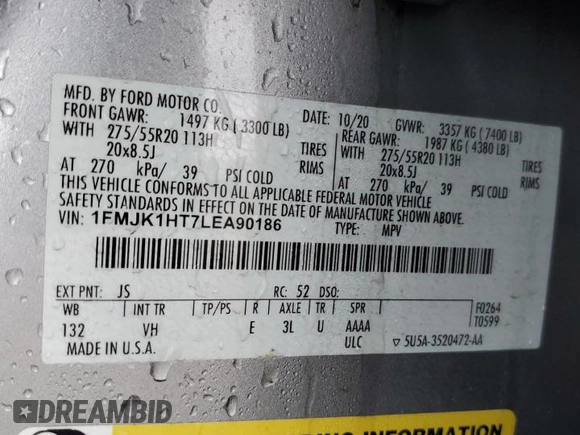 MFD. BY FORD MOTOR CO.
DATE: 10/20 GVWR: 3357 KG ( 7400 LB)
FRONT GAWR: 1497 KG ( 3300 LB) REAR GAWR: 1987 KG ( 4380 LB)
WITH 275/55R20 113H TIRES WITH 275/55R20 113H TIRES
20x8.5J RIMS 20x8.5J RIMS
AT 270 kPa/ 39 PSI COLD AT 270 kPa/ 39 PSI COLD
THIS VEHICLE CONFORMS TO ALL APPLICABLE FEDERAL MOTOR VEHICLE
SAFETY STANDARDS IN EFFECT ON THE DATE OF MANUFACTURE SHOWN ABOVE.
VIN: 1FMJK1HT7LEA90186 TYPE: MPV
EXT PNT: JS RC: 52 DSO:
WB INT TR TP/PS R AXLE TR SPR F0264
132 VH E 3L U AAAA T0599
MADE IN U.S.A. ULC ▽ 5U5A-3520472-AA
DREAMBID
INFORMATION